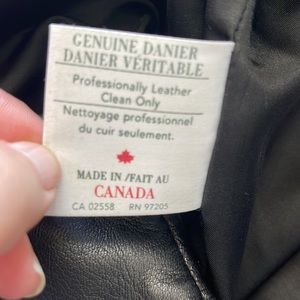 GENUINE DANIER
DANIER VÉRITABLE
Professionally Leather
Clean Only
Nettoyage professionnel
du cuir seulement.
MADE IN /FAIT AU
CANADA
CA 02558 RN 97205